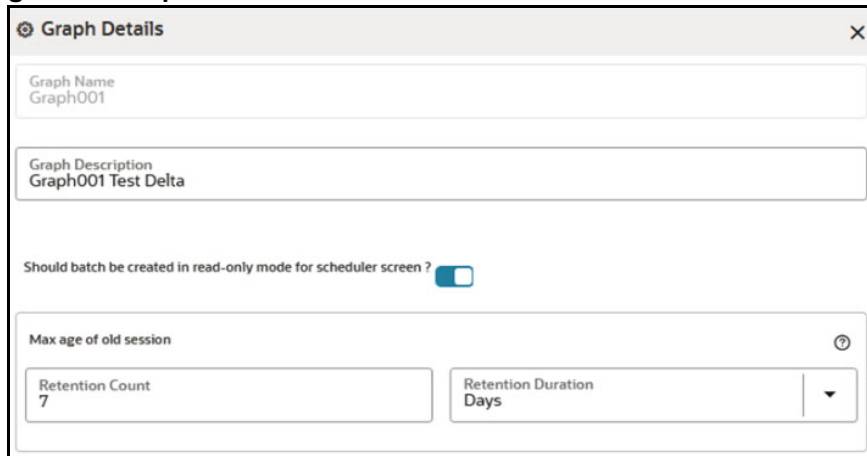 Graph Details
Graph Name
Graph001
Graph Description
Graph001 Test Delta
Should batch be created in read-only mode for scheduler screen ?
Max age of old session
Retention Count
7
Retention Duration
Days